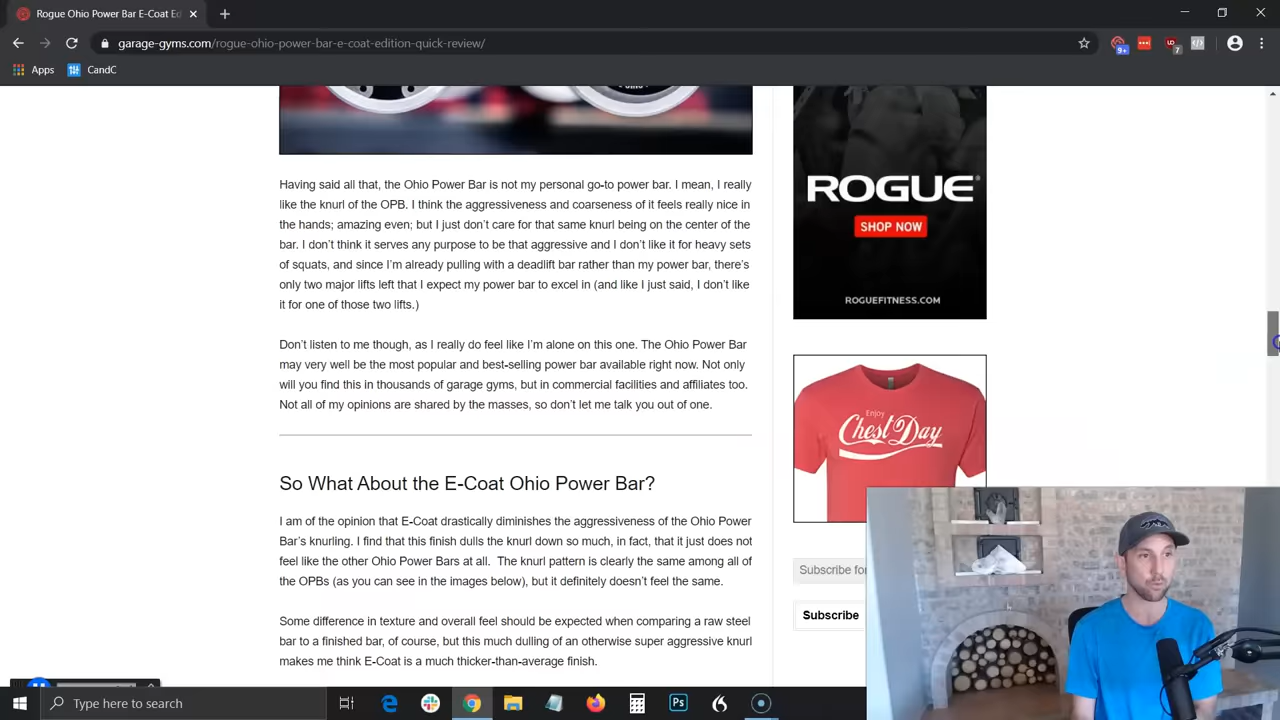 Rogue Ohio Power Bar E-Coat Ed
garage-gyms.com/rogue-ohio-power-bar-e-coat-edition-quick-review/
9+
7
Apps
CandC
Having said all that, the Ohio Power Bar is not my personal go-to power bar. I mean, I really
like the knurl of the OPB. I think the aggressiveness and coarseness of it feels really nice in
the hands; amazing even; but I just don't care for that same knurl being on the center of the
bar. I don't think it serves any purpose to be that aggressive and I don't like it for heavy sets
of squats, and since I'm already pulling with a deadlift bar rather than my power bar, there's
only two major lifts left that I expect my power bar to excel in (and like I just said, I don't like
it for one of those two lifts.)
Don't listen to me though, as I really do feel like I'm alone on this one. The Ohio Power Bar
may very well be the most popular and best-selling power bar available right now. Not only
will you find this in thousands of garage gyms, but in commercial facilities and affiliates too.
Not all of my opinions are shared by the masses, so don't let me talk you out of one.
So What About the E-Coat Ohio Power Bar?
I am of the opinion that E-Coat drastically diminishes the aggressiveness of the Ohio Power
Bar's knurling. I find that this finish dulls the knurl down so much, in fact, that it just does not
feel like the other Ohio Power Bars at all. The knurl pattern is clearly the same among all of
the OPBs (as you can see in the images below), but it definitely doesn't feel the same.
Some difference in texture and overall feel should be expected when comparing a raw steel
bar to a finished bar, of course, but this much dulling of an otherwise super aggressive knurl
makes me think E-Coat is a much thicker-than-average finish.
ROGUE
SHOP NOW
ROGUEFITNESS.COM
Enjoy
Chest Day
Subscribe for
Subscribe
Type here to search
Ps